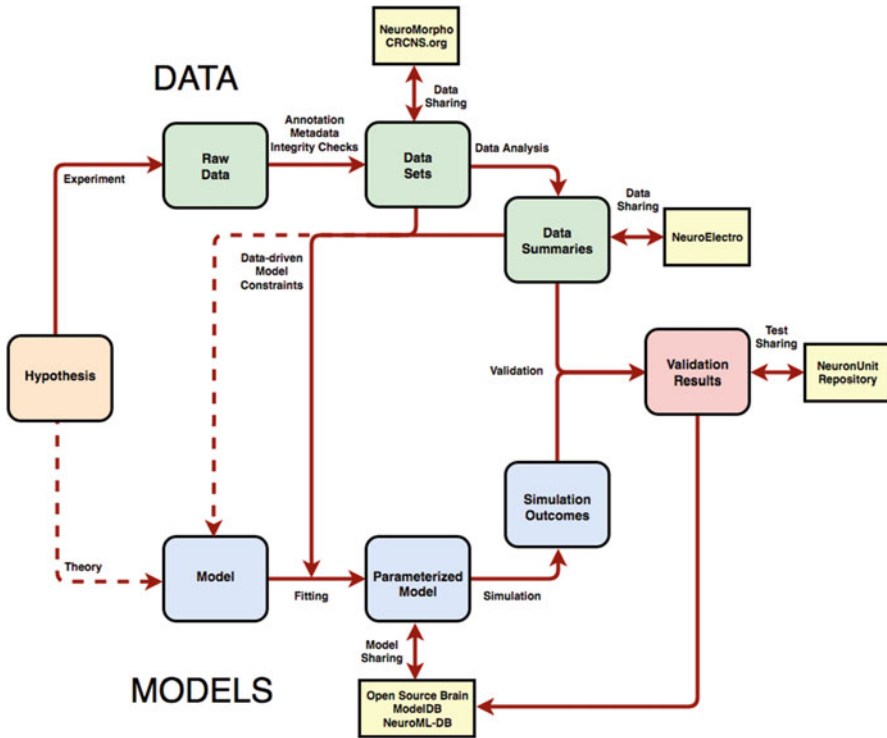 NeuroMorpho
CRCNS.org
DATA
Data
Sharing
Annotation
Metadata
Integrity Checks
Raw
Data
Data
Sets
Data Analysis
Experiment
Data
Sharing
Data
Summaries
NeuroElectro
Data-driven
Model
Constraints
Hypothesis
Validation
Validation
Results
Test
Sharing
NeuronUnit
Repository
Simulation
Outcomes
Theory
Model
Fitting
Parameterized
Model
Simulation
Model
Sharing
MODELS
Open Source Brain
ModelDB
NeuroML-DB